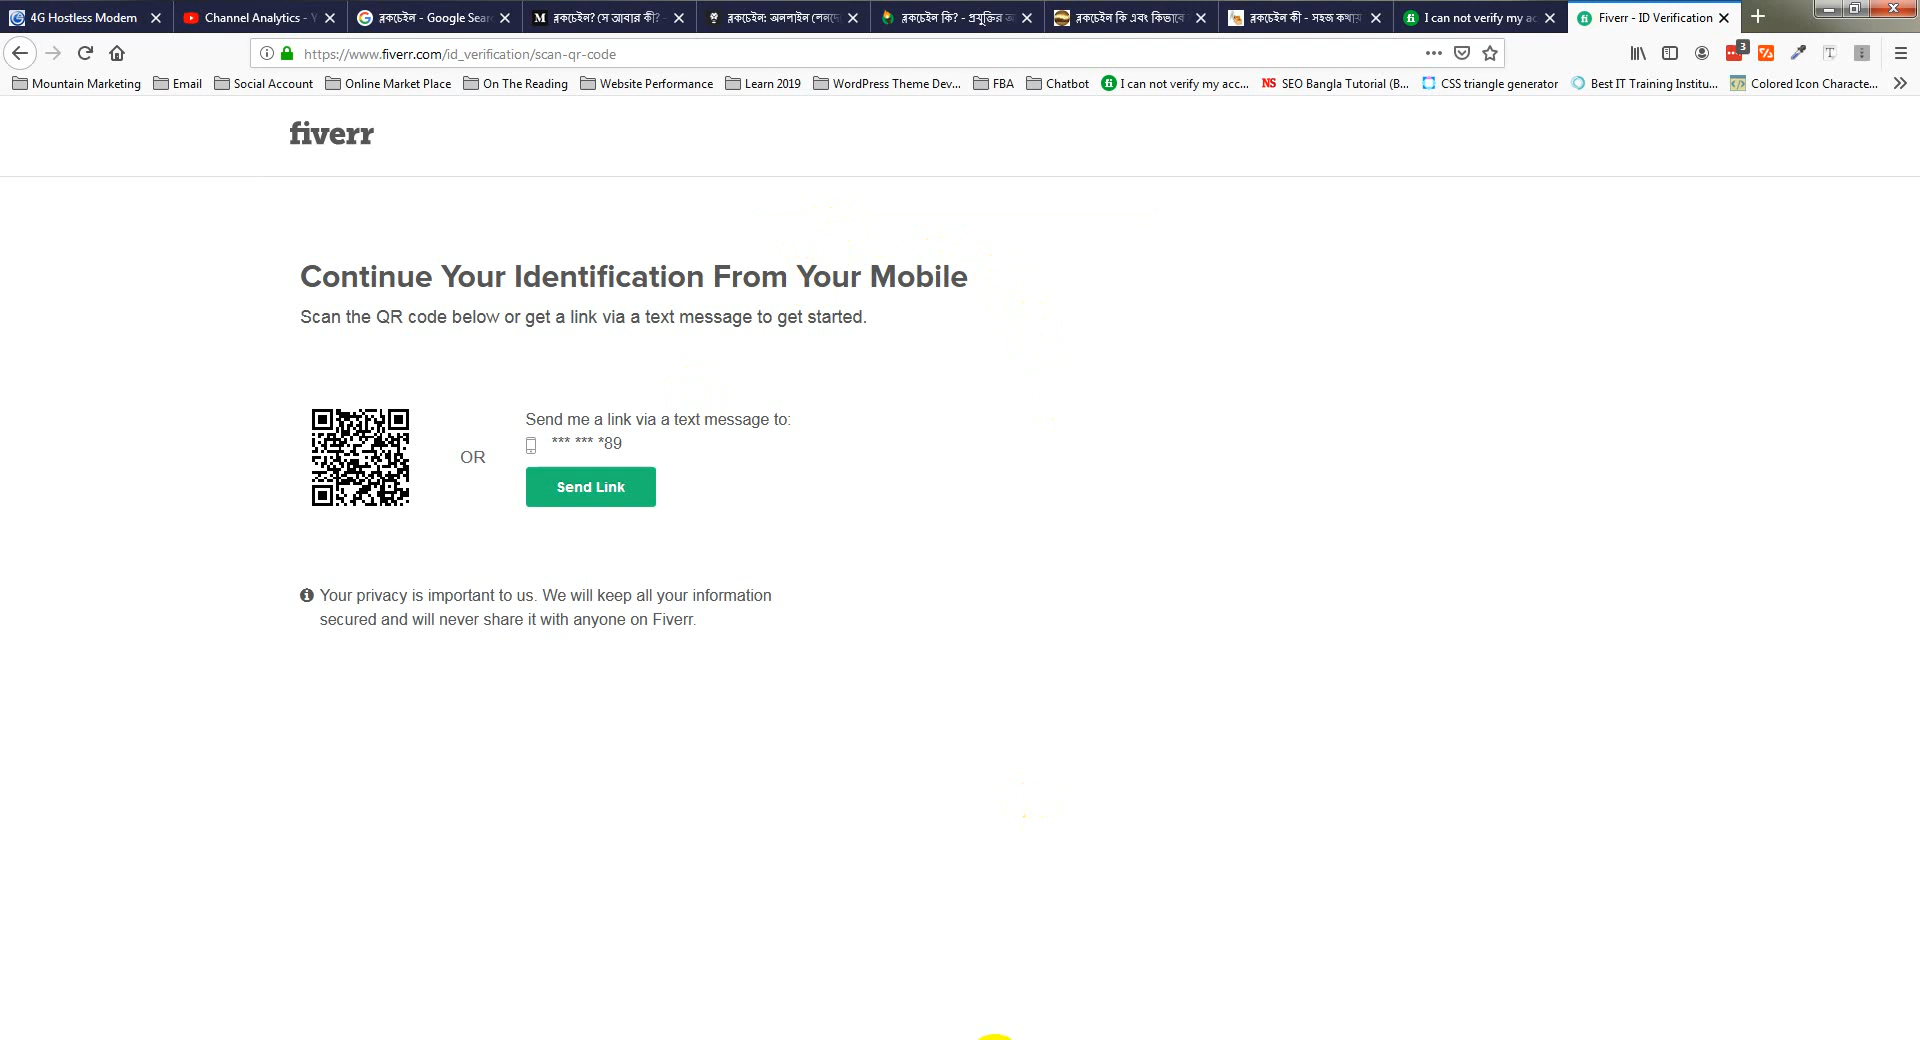 4G Hostless Modem
Channel Analytics - Y
ব্লকচেইন - Google Sear
ব্লকচেইন? সে আবার কী? -
ব্লকচেইন: অনলাইন লেনদে
ব্লকচেইন কি? - প্রযুক্তির অ
ব্লকচেইন কি এবং কিভাবে
ব্লকচেইন কী - সহজ কথায়
I can not verify my ac
Fiverr - ID Verification
https://www.fiverr.com/id_verification/scan-qr-code
3
Mountain Marketing
Email
Social Account
Online Market Place
On The Reading
Website Performance
Learn 2019
WordPress Theme Dev...
FBA
Chatbot
I can not verify my acc...
NS SEO Bangla Tutorial (B...
CSS triangle generator
Best IT Training Institu...
Colored Icon Characte...
fiverr
Continue Your Identification From Your Mobile
Scan the QR code below or get a link via a text message to get started.
Send me a link via a text message to:
*** *** *89
OR
Send Link
Your privacy is important to us. We will keep all your information
secured and will never share it with anyone on Fiverr.